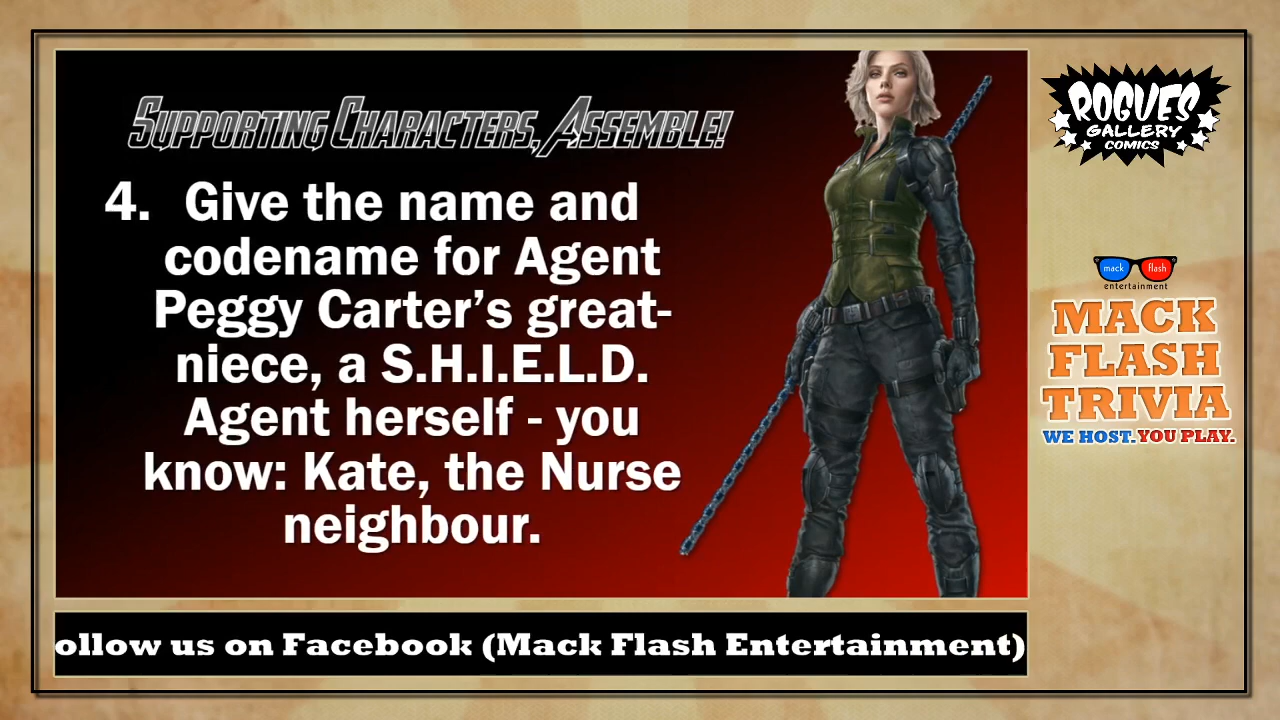 Supporting Characters, Assemble!
4. Give the name and
codename for Agent
Peggy Carter’s great-
niece, a S.H.I.E.L.D.
Agent herself - you
know: Kate, the Nurse
neighbour.
ROGUES
GALLERY
COMICS
mack flash
entertainment
MACK
FLASH
TRIVIA
WE HOST. YOU PLAY.
ollow us on Facebook (Mack Flash Entertainment)